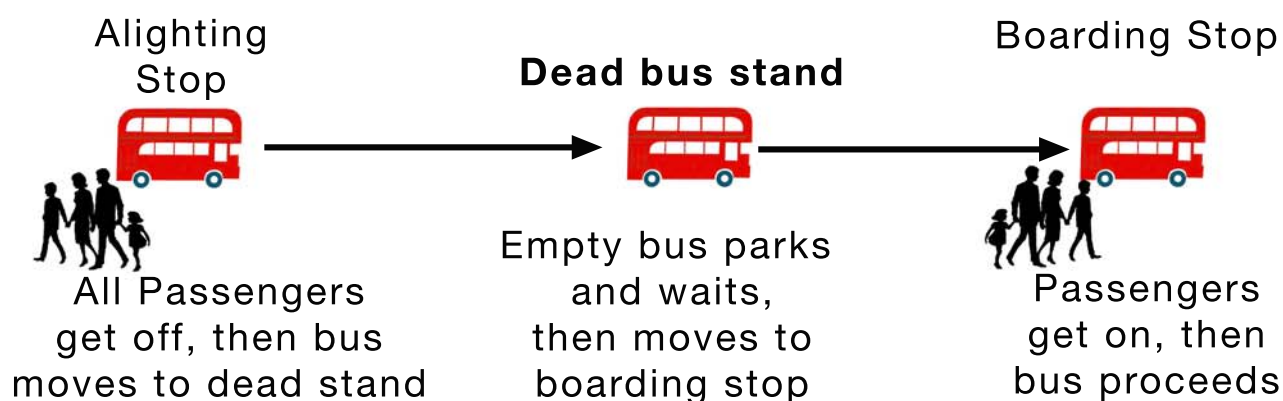 Alighting
Stop
All Passengers
get off, then bus
moves to dead stand
Dead bus stand
Empty bus parks
and waits,
then moves to
boarding stop
Boarding Stop
Passengers
get on, then
bus proceeds